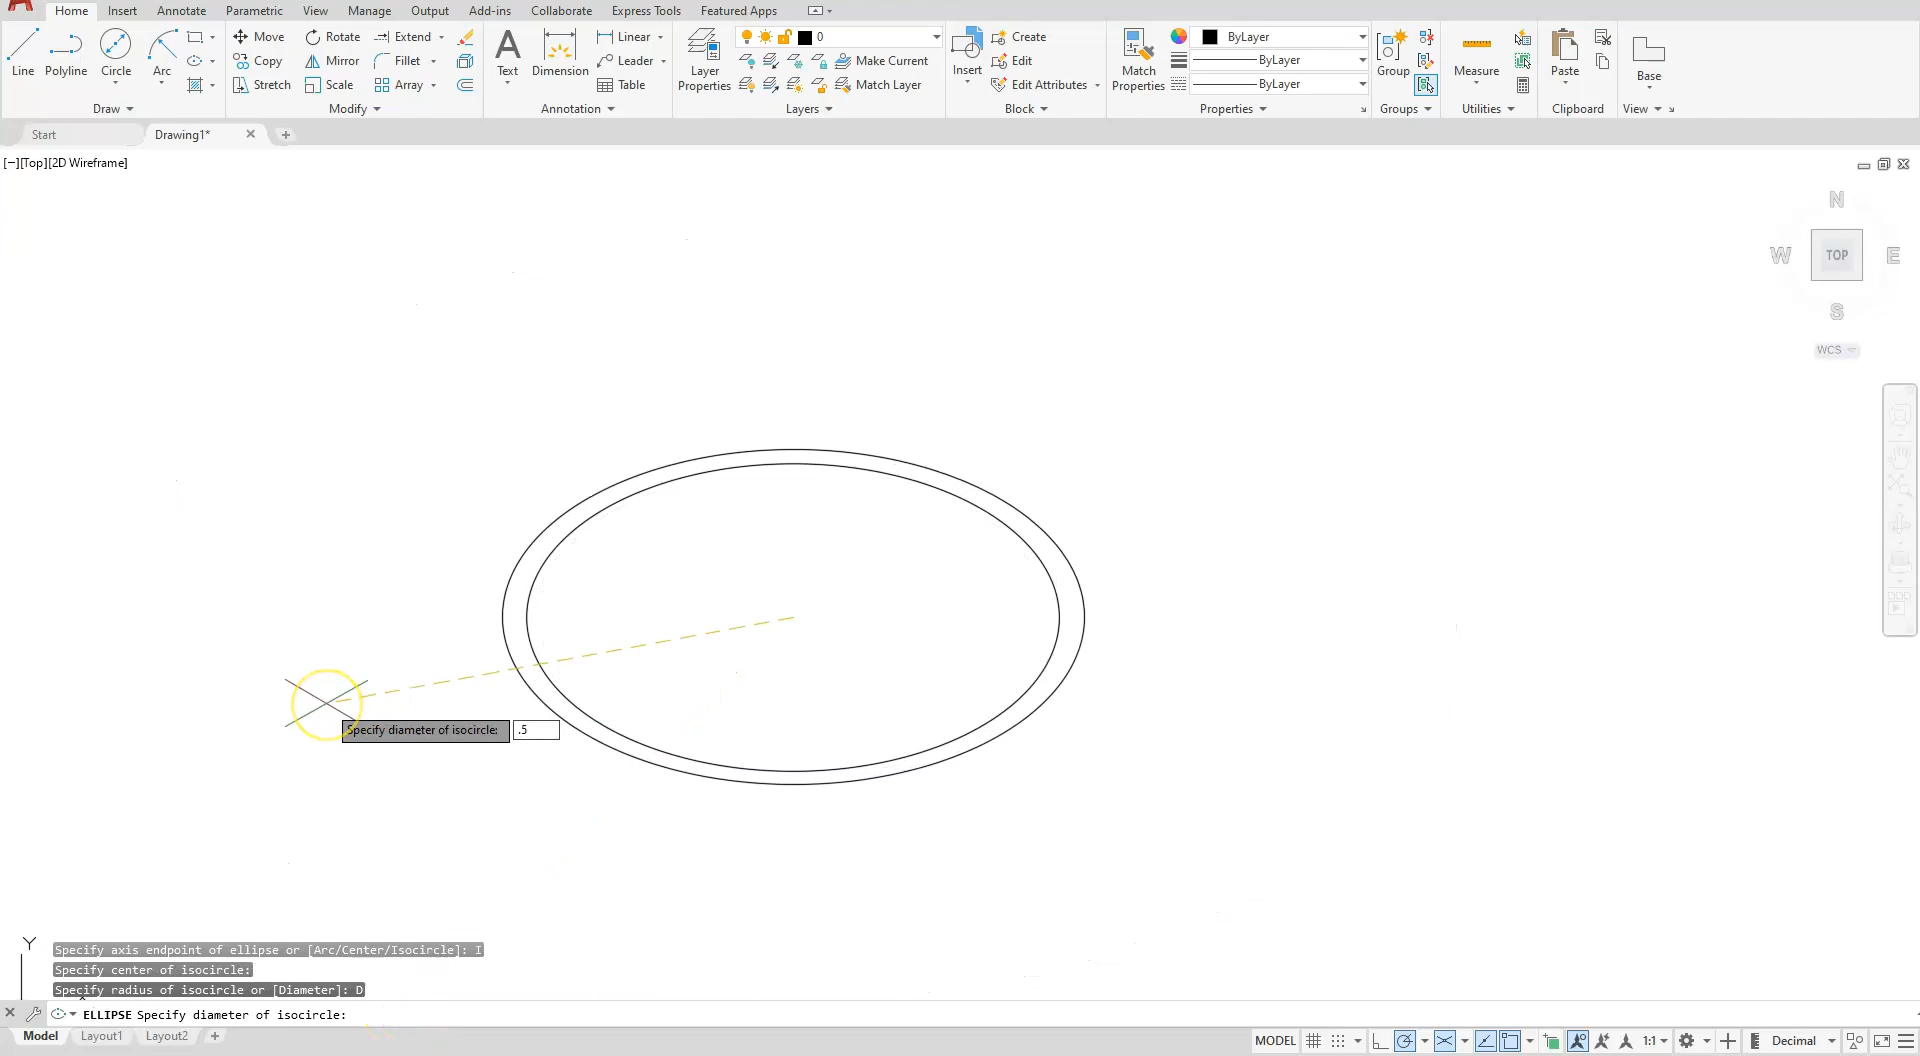 Home Insert Annotate Parametric View Manage Output Add-ins Collaborate Express Tools Featured Apps
Line Polyline Circle Arc
Move Rotate Extend
Copy Mirror Fillet
Stretch Scale Array
Text Dimension
Linear
Leader
Table
Layer Properties
0
Make Current
Match Layer
Insert
Create
Edit
Edit Attributes
Match Properties
ByLayer
ByLayer
ByLayer
Group
Measure
Paste
Base
Draw Modify Annotation Layers Block Properties Groups Utilities Clipboard View
Start Drawing1*
[−][Top][2D Wireframe]
N
W TOP E
S
WCS
Specify diameter of isocircle: .5
Y
Specify axis endpoint of ellipse or [Arc/Center/Isocircle]: I
Specify center of isocircle:
Specify radius of isocircle or [Diameter]: D
ELLIPSE Specify diameter of isocircle:
Model Layout1 Layout2
MODEL 1:1 Decimal